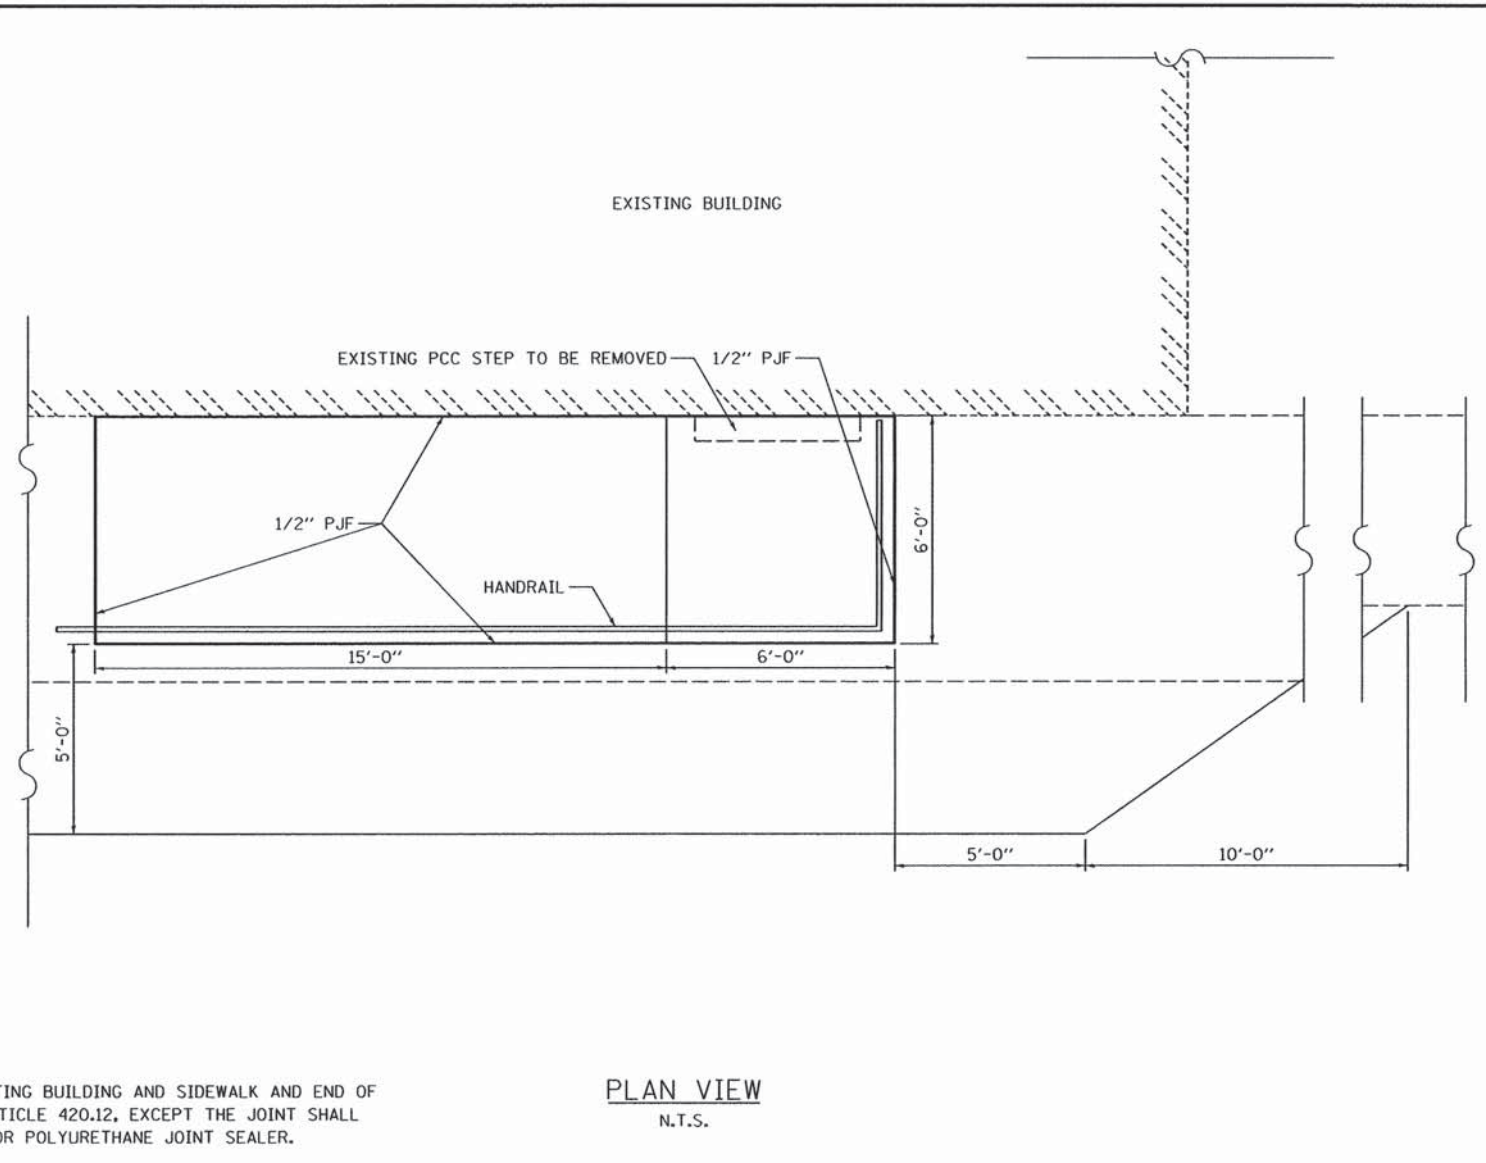 EXISTING BUILDING
EXISTING PCC STEP TO BE REMOVED
1/2" PJF
1/2" PJF
HANDRAIL
6'-0"
15'-0"
6'-0"
5'-0"
5'-0"
10'-0"
TING BUILDING AND SIDEWALK AND END OF
TICLE 420.12, EXCEPT THE JOINT SHALL
OR POLYURETHANE JOINT SEALER.
PLAN VIEW
N.T.S.